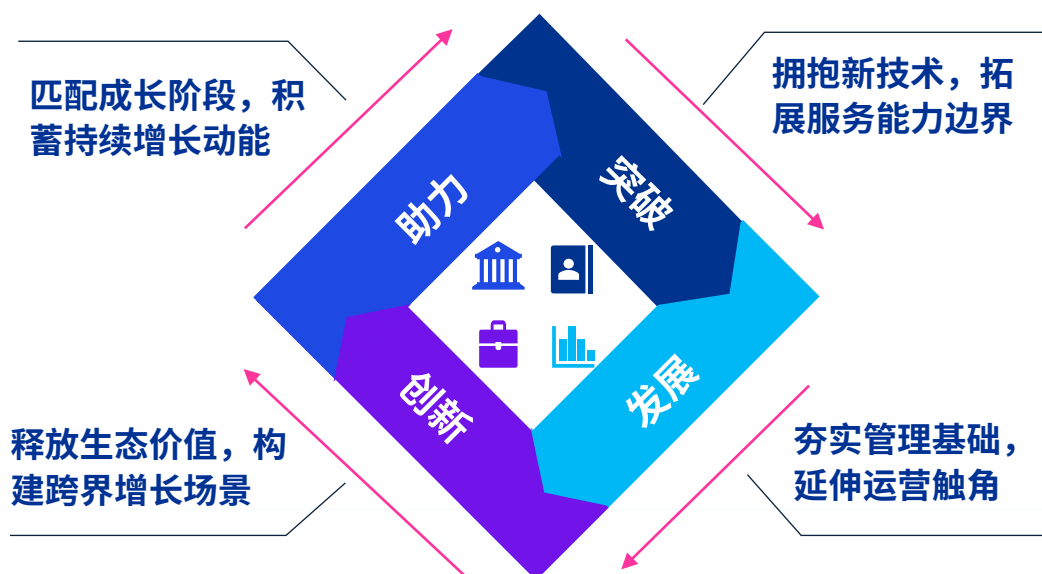 匹配成长阶段，积
蓄持续增长动能
拥抱新技术，拓
展服务能力边界
助力
突破
创新
发展
释放生态价值，构
建跨界增长场景
夯实管理基础，
延伸运营触角